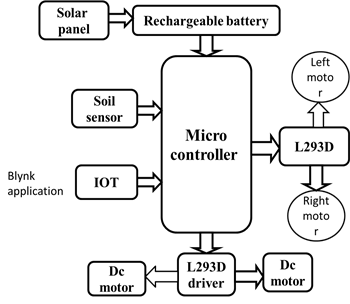 Solar
panel
Rechargeable battery
Left
moto
r
Soil
sensor
Micro
controller
L293D
Blynk
application
IOT
Right
moto
r
Dc
motor
L293D
driver
Dc
motor